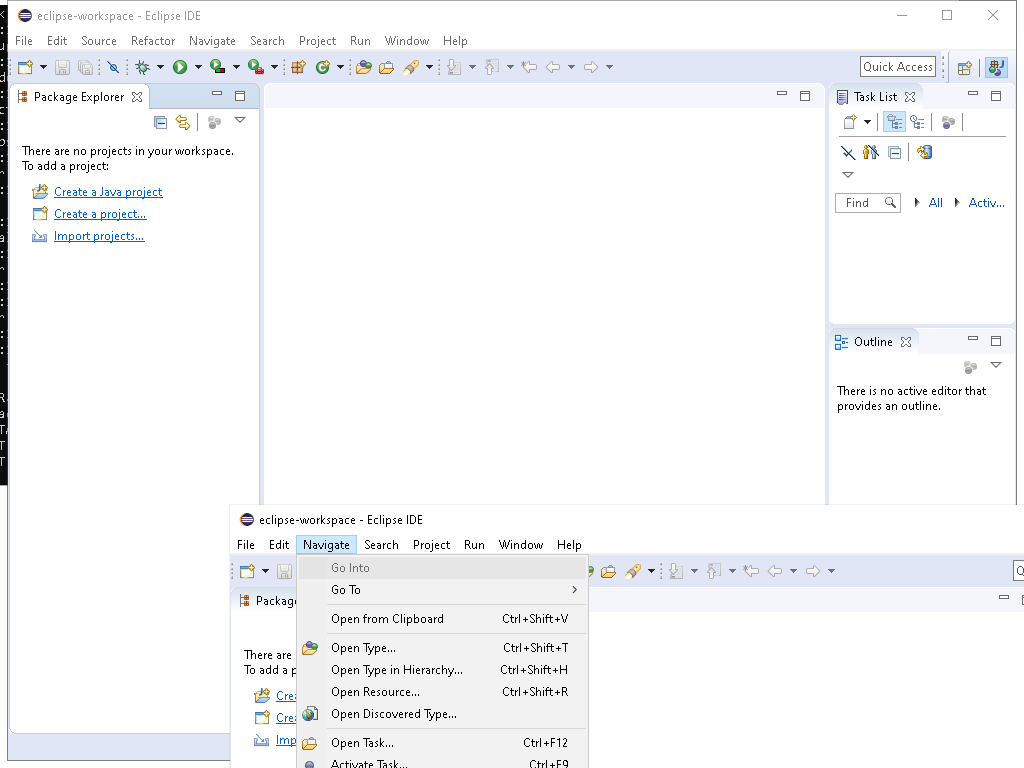 eclipse-workspace - Eclipse IDE
File Edit Source Refactor Navigate Search Project Run Window Help
Quick Access
Package Explorer
There are no projects in your workspace.
To add a project:
Create a Java project
Create a project...
Import projects...
Task List
Find All Activ...
Outline
There is no active editor that
provides an outline.
eclipse-workspace - Eclipse IDE
File Edit Navigate Search Project Run Window Help
Packag
There are
To add a p
Crea
Crea
Imp
Go Into
Go To
Open from Clipboard Ctrl+Shift+V
Open Type... Ctrl+Shift+T
Open Type in Hierarchy... Ctrl+Shift+H
Open Resource... Ctrl+Shift+R
Open Discovered Type...
Open Task... Ctrl+F12
Activate Task... Ctrl+F9